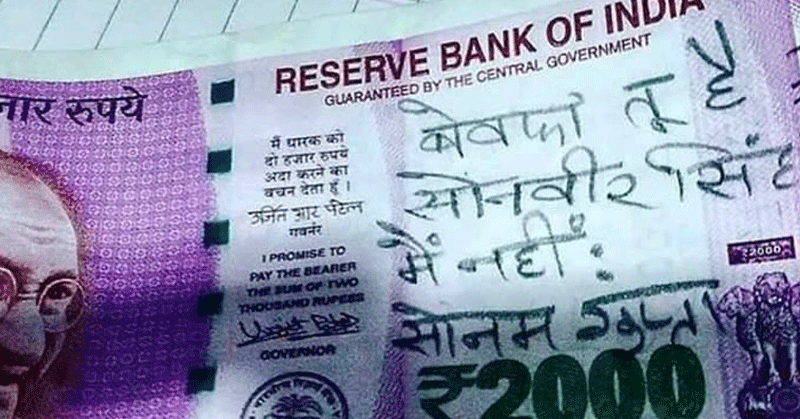 RESERVE BANK OF INDIA
GUARANTEED BY THE CENTRAL GOVERNMENT
जार रुपये
मैं धारक को
दो हजार रुपये
अदा करने का
वचन देता हूँ ।
उर्जित आर पटेल
गवर्नर
I PROMISE TO
PAY THE BEARER
THE SUM OF TWO
THOUSAND RUPEES
GOVERNOR
बेवफा तू है
सोनवीर सिंह
मैं नहीं :
सोनम गुप्ता
₹2000
₹2000